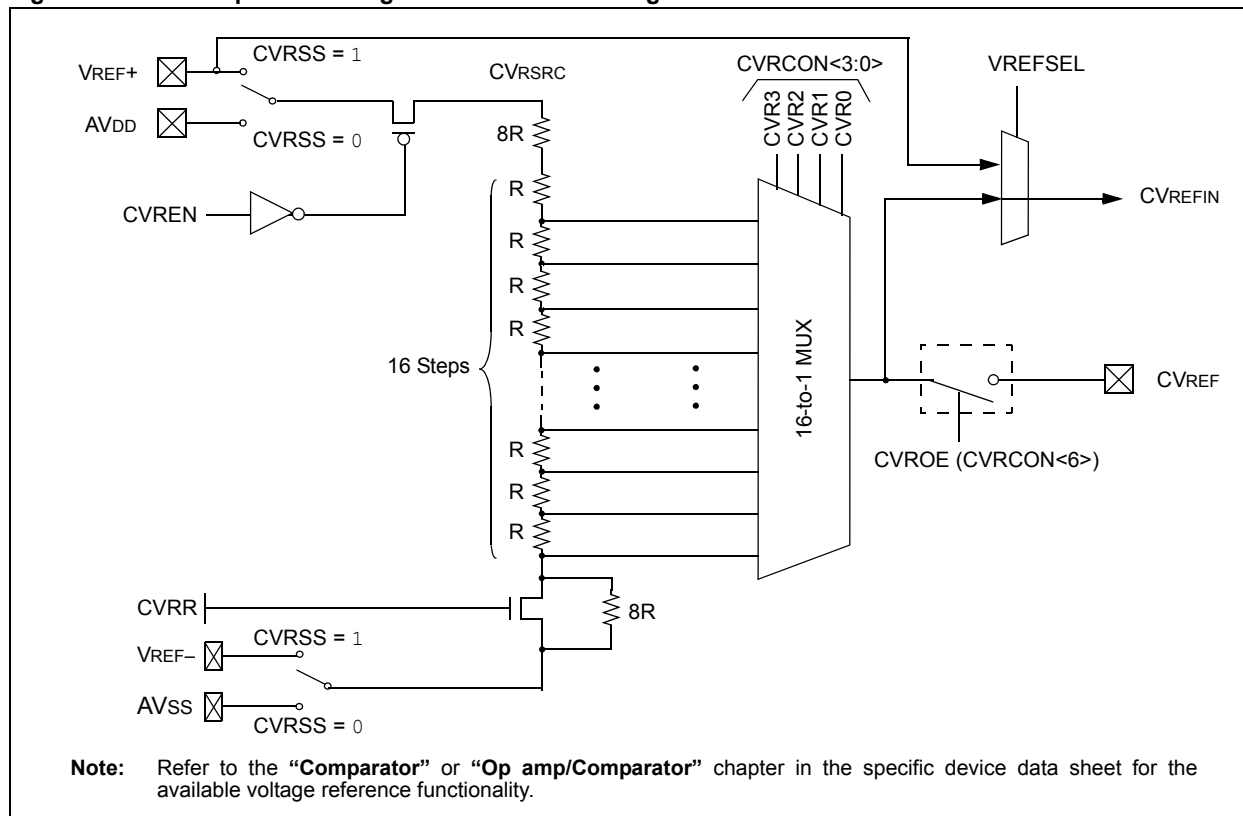 VREF+
CVRSS = 1
AVDD
CVRSS = 0
CVREN
CVRSRC
8R
R
R
R
R
16 Steps
R
R
R
CVRCON<3:0>
CVR3
CVR2
CVR1
CVR0
16-to-1 MUX
VREFSEL
CVREFIN
CVREF
CVROE (CVRCON<6>)
CVRR
8R
VREF–
CVRSS = 1
AVSS
CVRSS = 0
Note: Refer to the “Comparator” or “Op amp/Comparator” chapter in the specific device data sheet for the
available voltage reference functionality.